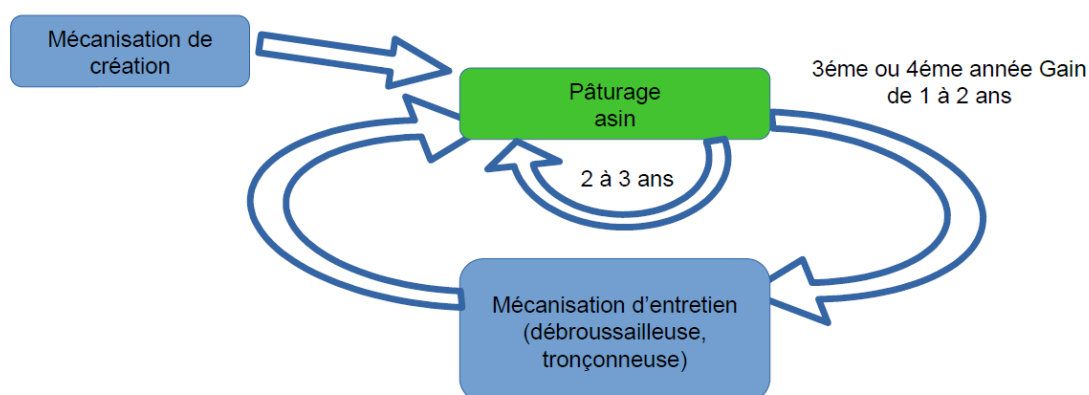 Mécanisation de
création
Pâturage
asin
3éme ou 4éme année Gain
de 1 à 2 ans
2 à 3 ans
Mécanisation d’entretien
(débroussailleuse,
tronçonneuse)